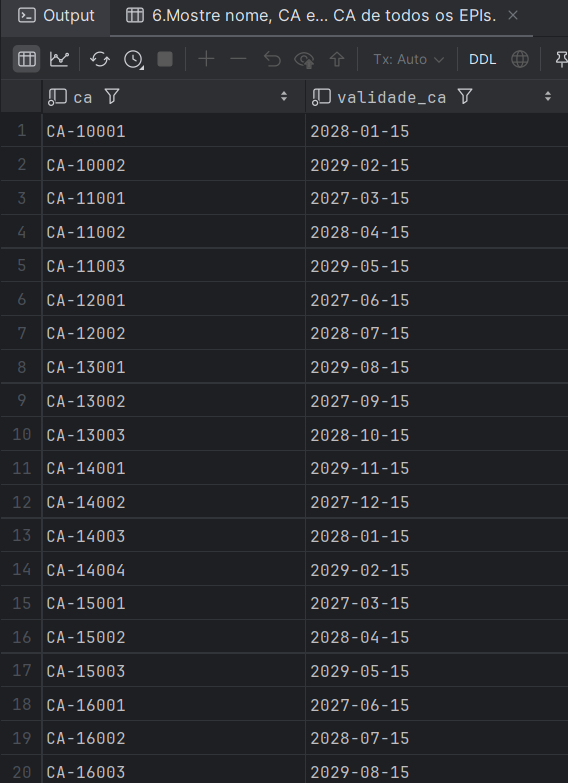 Output 6.Mostre nome, CA e... CA de todos os EPIs.
Tx: Auto DDL
ca validade_ca
1 CA-10001 2028-01-15
2 CA-10002 2029-02-15
3 CA-11001 2027-03-15
4 CA-11002 2028-04-15
5 CA-11003 2029-05-15
6 CA-12001 2027-06-15
7 CA-12002 2028-07-15
8 CA-13001 2029-08-15
9 CA-13002 2027-09-15
10 CA-13003 2028-10-15
11 CA-14001 2029-11-15
12 CA-14002 2027-12-15
13 CA-14003 2028-01-15
14 CA-14004 2029-02-15
15 CA-15001 2027-03-15
16 CA-15002 2028-04-15
17 CA-15003 2029-05-15
18 CA-16001 2027-06-15
19 CA-16002 2028-07-15
20 CA-16003 2029-08-15